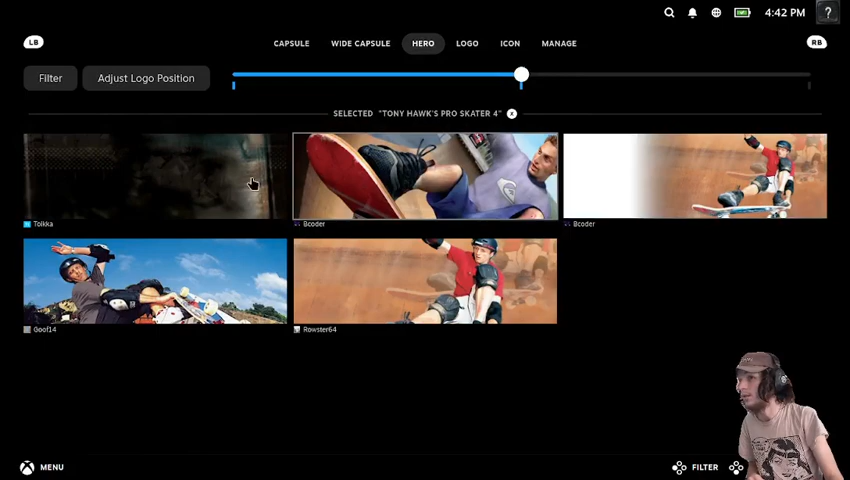 4:42 PM
?
LB
CAPSULE
WIDE CAPSULE
HERO
LOGO
ICON
MANAGE
RB
Filter
Adjust Logo Position
SELECTED "TONY HAWK'S PRO SKATER 4"
Tolkka
Bcoder
Bcoder
Goof14
Rowster64
MENU
FILTER